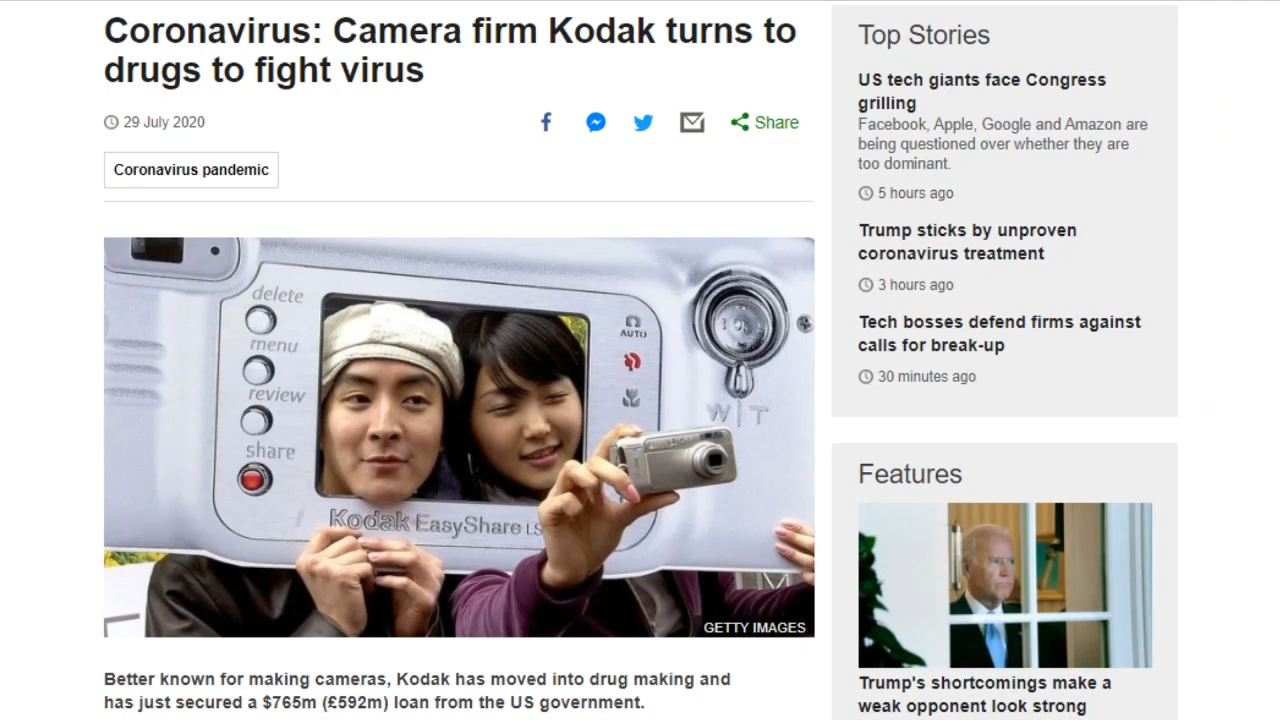 Coronavirus: Camera firm Kodak turns to
drugs to fight virus
29 July 2020
Share
Coronavirus pandemic
delete
menu
review
share
AUTO
W|T
Kodak EasyShare LS
GETTY IMAGES
Better known for making cameras, Kodak has moved into drug making and
has just secured a $765m (£592m) loan from the US government.
Top Stories
US tech giants face Congress
grilling
Facebook, Apple, Google and Amazon are
being questioned over whether they are
too dominant.
5 hours ago
Trump sticks by unproven
coronavirus treatment
3 hours ago
Tech bosses defend firms against
calls for break-up
30 minutes ago
Features
Trump's shortcomings make a
weak opponent look strong